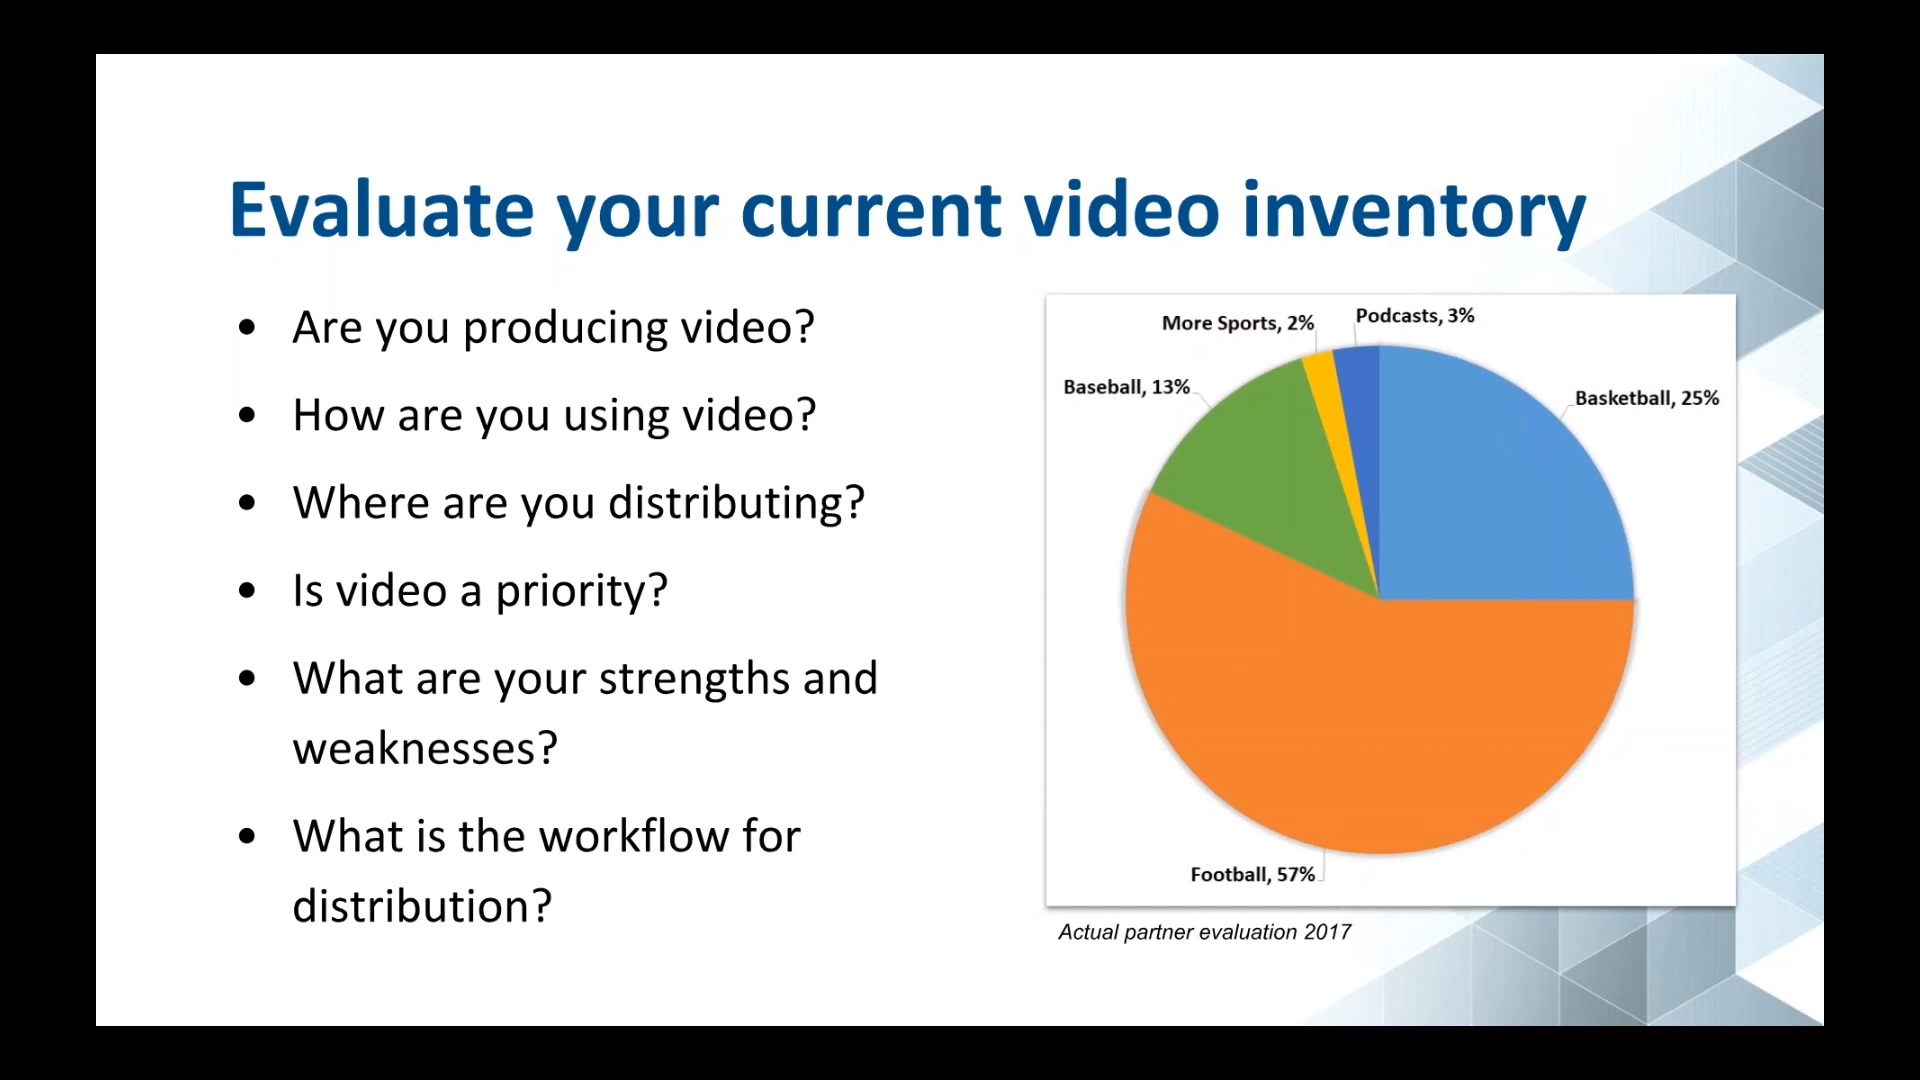 Evaluate your current video inventory
• Are you producing video?
• How are you using video?
• Where are you distributing?
• Is video a priority?
• What are your strengths and
weaknesses?
• What is the workflow for
distribution?
More Sports, 2%
Podcasts, 3%
Baseball, 13%
Basketball, 25%
Football, 57%
Actual partner evaluation 2017